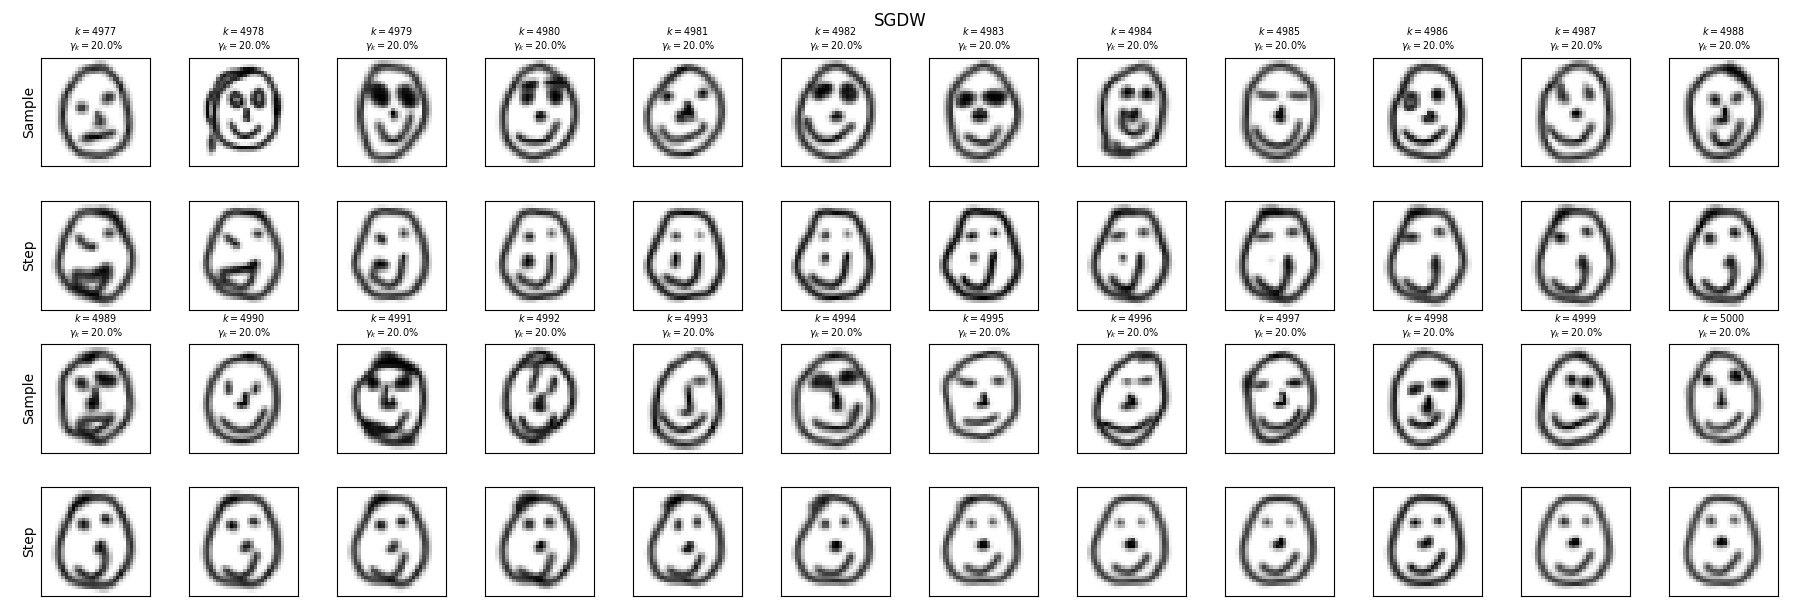 SGDW
k = 4977 k = 4978 k = 4979 k = 4980 k = 4981 k = 4982 k = 4983 k = 4984 k = 4985 k = 4986 k = 4987 k = 4988
γk = 20.0% γk = 20.0% γk = 20.0% γk = 20.0% γk = 20.0% γk = 20.0% γk = 20.0% γk = 20.0% γk = 20.0% γk = 20.0% γk = 20.0% γk = 20.0%
Sample
Step
k = 4989 k = 4990 k = 4991 k = 4992 k = 4993 k = 4994 k = 4995 k = 4996 k = 4997 k = 4998 k = 4999 k = 5000
γk = 20.0% γk = 20.0% γk = 20.0% γk = 20.0% γk = 20.0% γk = 20.0% γk = 20.0% γk = 20.0% γk = 20.0% γk = 20.0% γk = 20.0% γk = 20.0%
Sample
Step